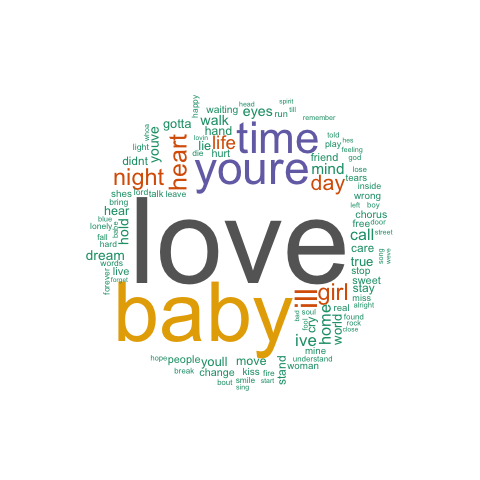 spirit
head
till
happy
waiting
eyes
run
remember
walk
gotta
hand
time
told
whoa
youve
lovin
lie
life
play
hes
light
heart
die
hurt
youre
friend
feeling
god
didnt
night
mind
lose
tears
shes
lord
talk
leave
day
inside
bring
love
wrong
hear
left
boy
chorus
blue
babe
hold
free
door
lonely
call
street
fall
hard
care
song
weve
dream
true
words
live
stop
forever
forget
baby
ill
girl
sweet
stay
miss
soul
home
real
alright
bad
fool
cry
world
found
rock
close
ive
mine
hope
people
youll
move
stand
understand
woman
break
change
kiss
fire
bout
smile
start
sing